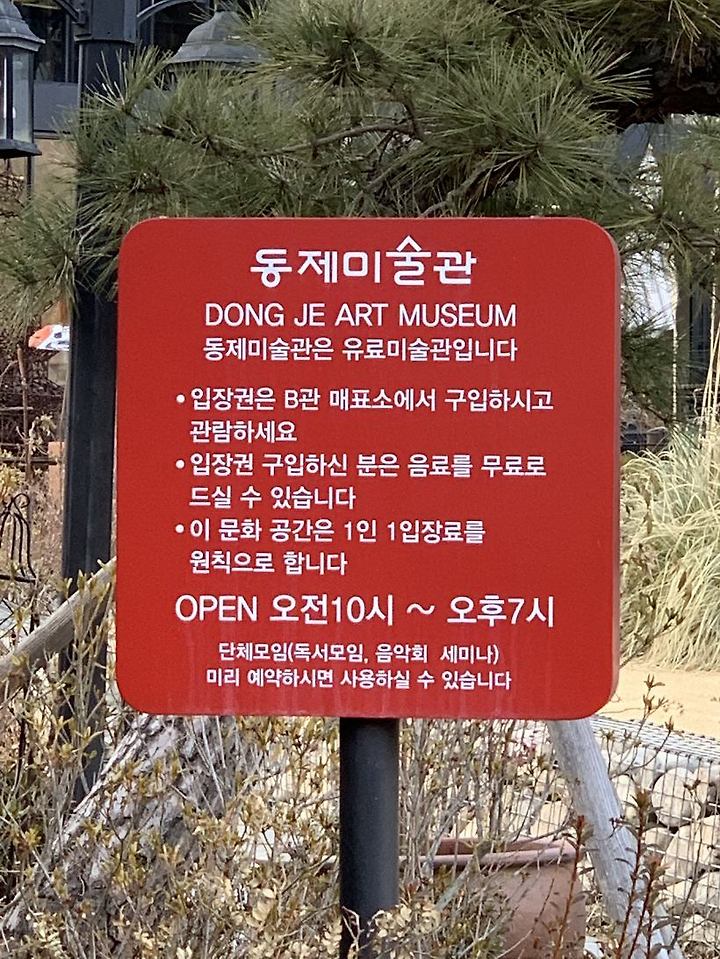 동제미술관
DONG JE ART MUSEUM
동제미술관은 유료미술관입니다
•입장권은 B관 매표소에서 구입하시고
관람하세요
•입장권 구입하신 분은 음료를 무료로
드실 수 있습니다
•이 문화 공간은 1인 1입장료를
원칙으로 합니다
OPEN 오전10시 ～ 오후7시
단체모임(독서모임, 음악회 세미나)
미리 예약하시면 사용하실 수 있습니다